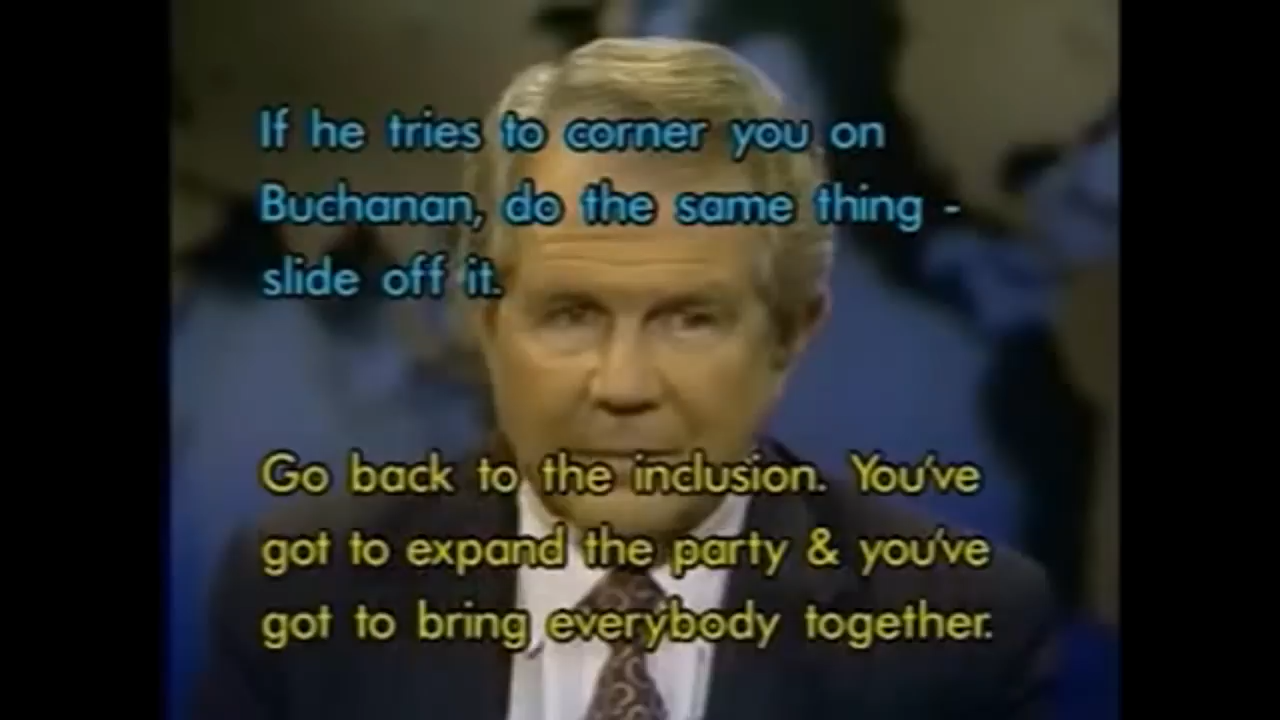 If he tries to corner you on
Buchanan, do the same thing -
slide off it.
Go back to the inclusion. You've
got to expand the party & you've
got to bring everybody together.